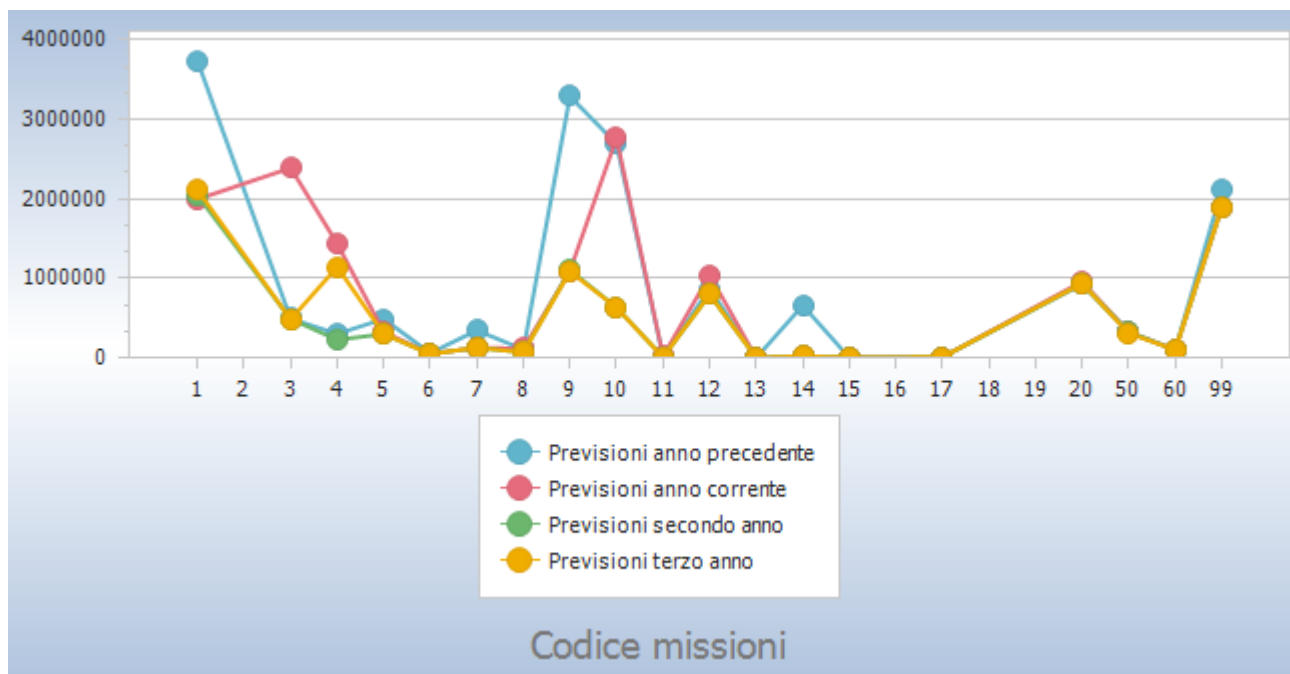 4000000
3000000
2000000
1000000
0
1 2 3 4 5 6 7 8 9 10 11 12 13 14 15 16 17 18 19 20 50 60 99
Previsioni anno precedente
Previsioni anno corrente
Previsioni secondo anno
Previsioni terzo anno
Codice missioni